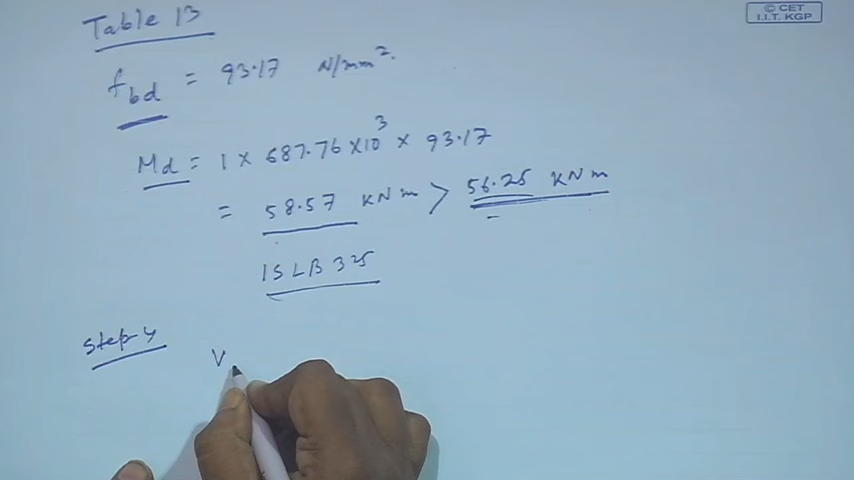 © CET
I.I.T. KGP
Table 13
fbd = 93.17 N/mm².
Md = 1 × 687.76 × 10³ × 93.17
= 58.57 kNm > 56.25 kNm
ISLB 325
Step 4
V